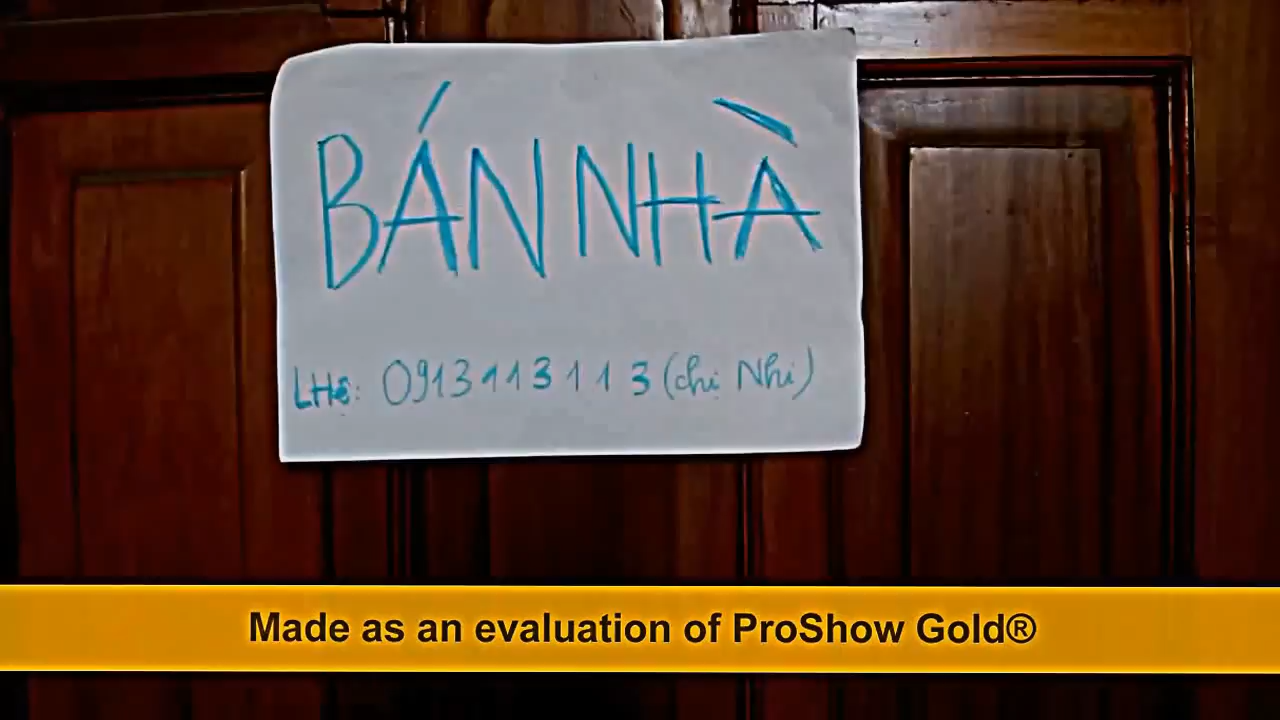 BÁN NHÀ
LHệ: 0913113113 (chị Nhi)
Made as an evaluation of ProShow Gold®